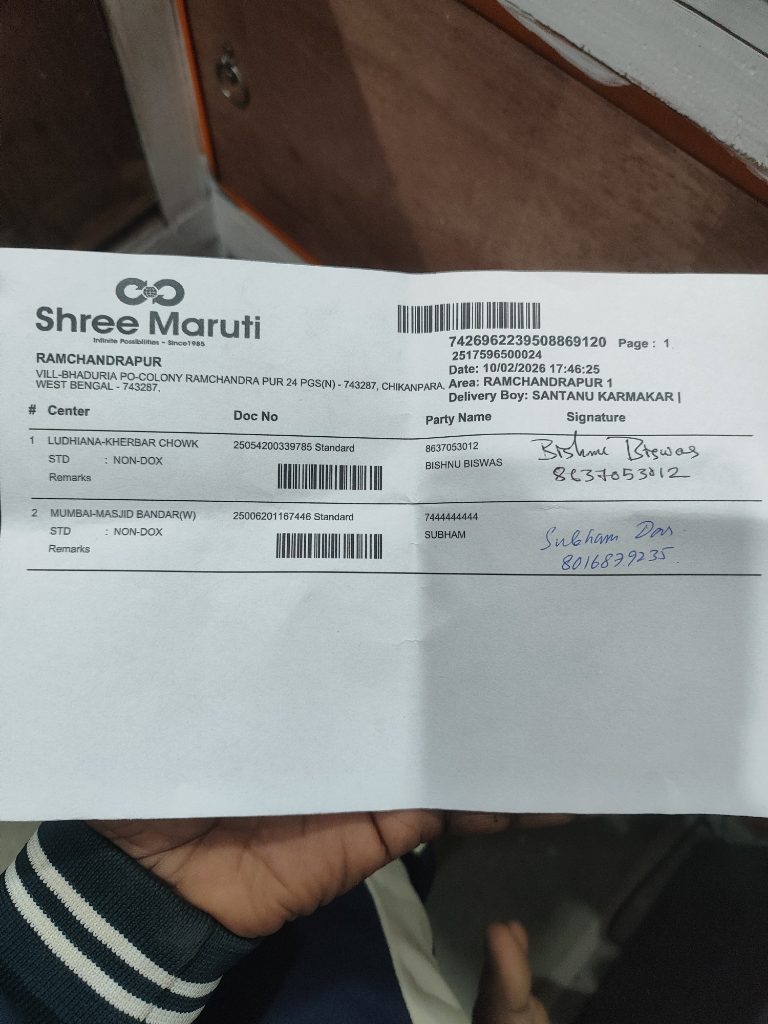 Shree Maruti
Infinite Possibilities - Since1985
7426962239508869120 Page : 1
2517596500024
RAMCHANDRAPUR
Date: 10/02/2026 17:46:25
VILL-BHADURIA PO-COLONY RAMCHANDRA PUR 24 PGS(N) - 743287, CHIKANPARA,
WEST BENGAL - 743287.
Area: RAMCHANDRAPUR 1
Delivery Boy: SANTANU KARMAKAR |
# Center Doc No Party Name Signature
1 LUDHIANA-KHERBAR CHOWK 25054200339785 Standard 8637053012 Bishnu Biswas
STD : NON-DOX BISHNU BISWAS 8637053012
Remarks
2 MUMBAI-MASJID BANDAR(W) 25006201167446 Standard 7444444444
STD : NON-DOX SUBHAM Subham Das
Remarks 8016879235